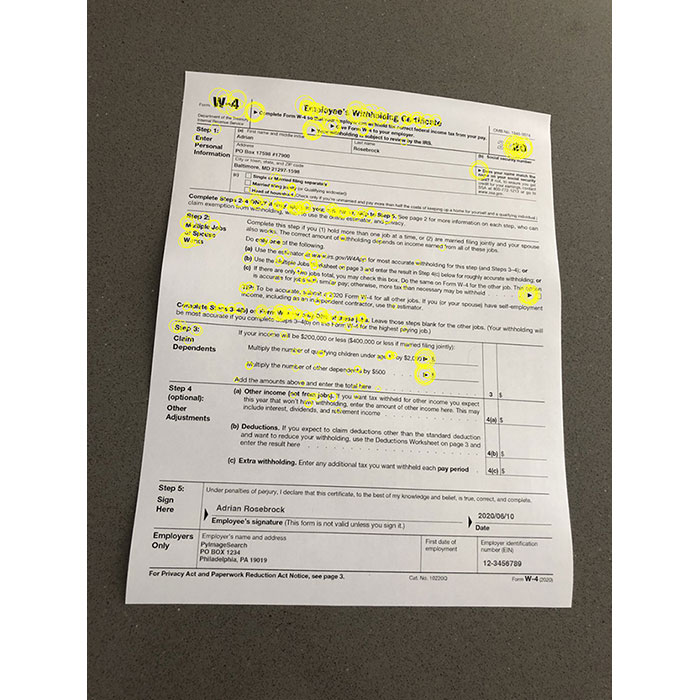 Form W-4
Department of the Treasury
Internal Revenue Service
Employee's Withholding Certificate
▶ Complete Form W-4 so that your employer can withhold the correct federal income tax from your pay.
▶ Give Form W-4 to your employer.
▶ Your withholding is subject to review by the IRS.
OMB No. 1545-0074
2020
Step 1:
Enter
Personal
Information
(a) First name and middle initial
Adrian
Last name
Rosebrock
(b) Social security number
Address
PO Box 17598 #17900
City or town, state, and ZIP code
Baltimore, MD 21297-1598
▶ Does your name match the
name on your social security
card? If not, to ensure you get
credit for your earnings, contact
SSA at 800-772-1213 or go to
www.ssa.gov.
(c) Single or Married filing separately
Married filing jointly (or Qualifying widow(er))
Head of household (Check only if you're unmarried and pay more than half the costs of keeping up a home for yourself and a qualifying individual.)
Complete Steps 2–4 ONLY if they apply to you; otherwise, skip to Step 5. See page 2 for more information on each step, who can
claim exemption from withholding, when to use the online estimator, and privacy.
Step 2:
Multiple Jobs
or Spouse
Works
Complete this step if you (1) hold more than one job at a time, or (2) are married filing jointly and your spouse
also works. The correct amount of withholding depends on income earned from all of these jobs.
Do only one of the following.
(a) Use the estimator at www.irs.gov/W4App for most accurate withholding for this step (and Steps 3–4); or
(b) Use the Multiple Jobs Worksheet on page 3 and enter the result in Step 4(c) below for roughly accurate withholding; or
(c) If there are only two jobs total, you may check this box. Do the same on Form W-4 for the other job. This option
is accurate for jobs with similar pay; otherwise, more tax than necessary may be withheld . . ▶
TIP: To be accurate, submit a 2020 Form W-4 for all other jobs. If you (or your spouse) have self-employment
income, including as an independent contractor, use the estimator.
Complete Steps 3–4(b) on Form W-4 for only ONE of these jobs. Leave those steps blank for the other jobs. (Your withholding will
be most accurate if you complete Steps 3–4(b) on the Form W-4 for the highest paying job.)
Step 3:
Claim
Dependents
If your income will be $200,000 or less ($400,000 or less if married filing jointly):
Multiply the number of qualifying children under age 17 by $2,000 ▶ $
Multiply the number of other dependents by $500 . . ▶ $
Add the amounts above and enter the total here . . 3 $
Step 4
(optional):
Other
Adjustments
(a) Other income (not from jobs). If you want tax withheld for other income you expect
this year that won't have withholding, enter the amount of other income here. This may
include interest, dividends, and retirement income . . 4(a) $
(b) Deductions. If you expect to claim deductions other than the standard deduction
and want to reduce your withholding, use the Deductions Worksheet on page 3 and
enter the result here . . 4(b) $
(c) Extra withholding. Enter any additional tax you want withheld each pay period . 4(c) $
Step 5:
Sign
Here
Under penalties of perjury, I declare that this certificate, to the best of my knowledge and belief, is true, correct, and complete.
Adrian Rosebrock
Employee's signature (This form is not valid unless you sign it.)
2020/06/10
Date
Employers
Only
Employer's name and address
PyImageSearch
PO BOX 1234
Philadelphia, PA 19019
First date of
employment
Employer identification
number (EIN)
12-3456789
For Privacy Act and Paperwork Reduction Act Notice, see page 3.
Cat. No. 10220Q
Form W-4 (2020)